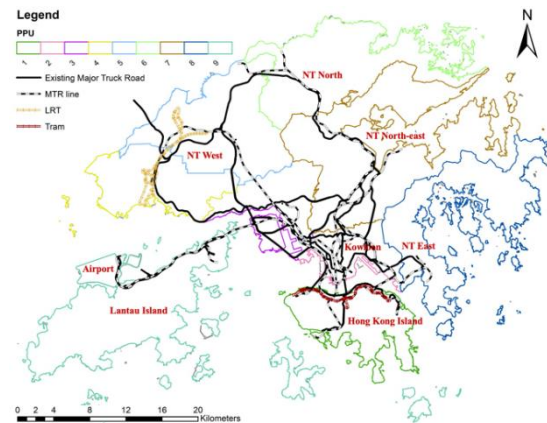 Legend
PPU
1 2 3 4 5 6 7 8 9
Existing Major Truck Road
MTR line
LRT
Tram
N
NT North
NT North-east
NT West
Kowloon
NT East
Airport
Lantau Island
Hong Kong Island
0 2 4 8 12 16 20
Kilometers